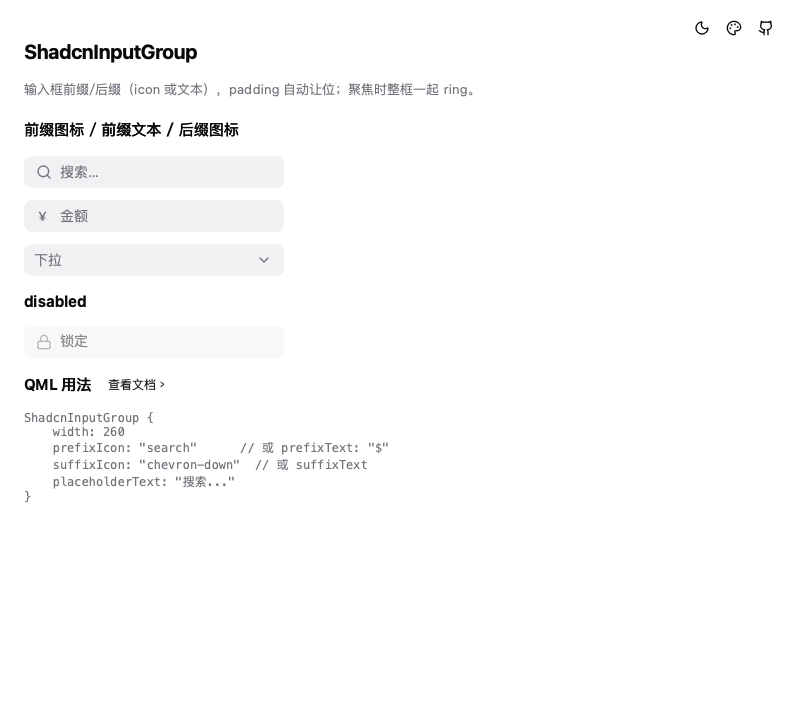 ShadcnInputGroup
输入框前缀/后缀（icon 或文本），padding 自动让位；聚焦时整框一起 ring。
前缀图标 / 前缀文本 / 后缀图标
搜索...
¥ 金额
下拉
disabled
锁定
QML 用法 查看文档 >
ShadcnInputGroup {
    width: 260
    prefixIcon: "search"      // 或 prefixText: "$"
    suffixIcon: "chevron-down"  // 或 suffixText
    placeholderText: "搜索..."
}